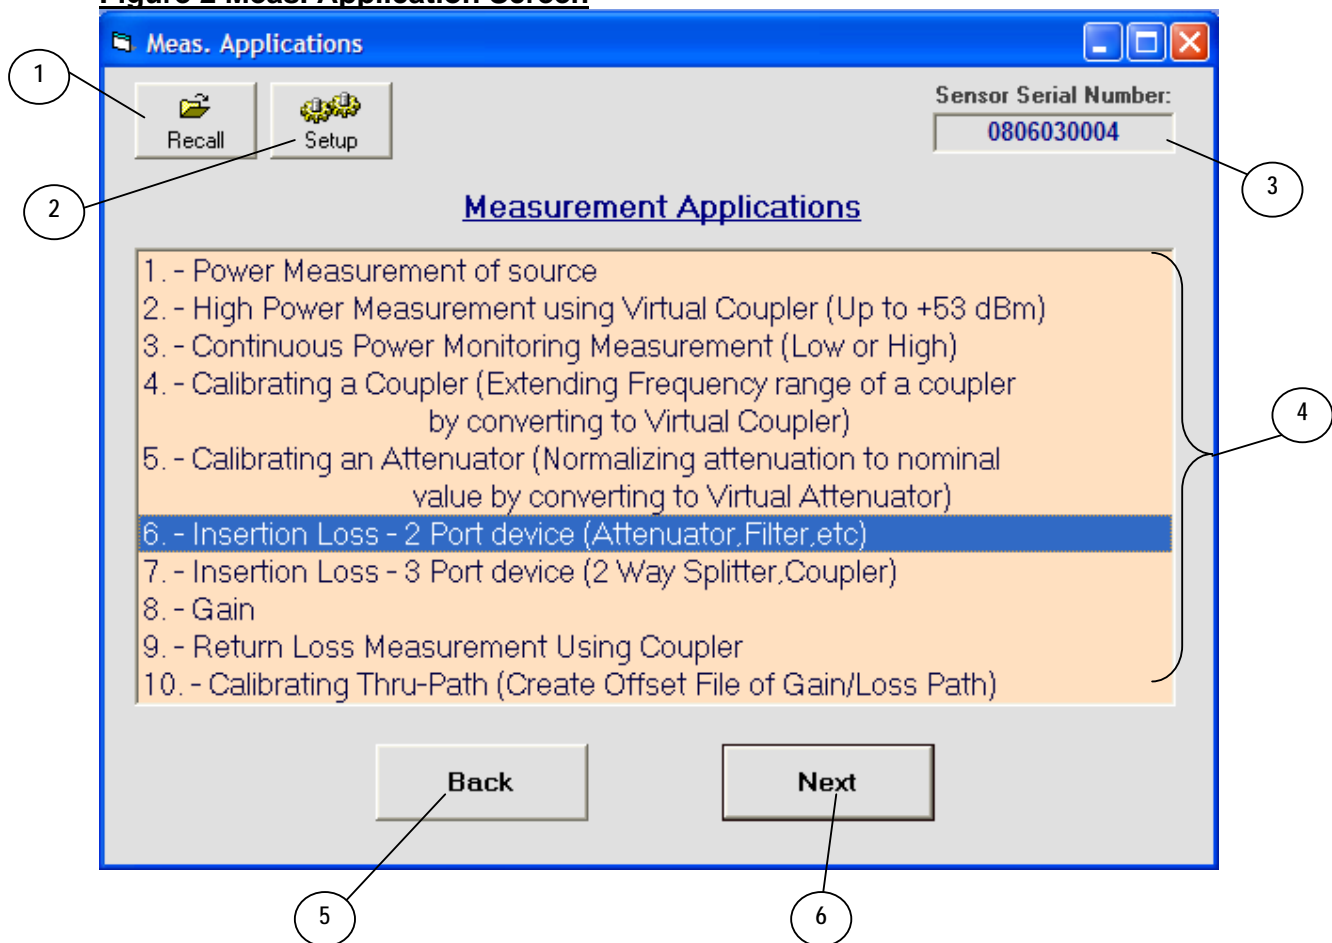 Figure 2 Meas. Application Screen
Meas. Applications
1
Recall
Setup
Sensor Serial Number:
0806030004
2
3
Measurement Applications
1. - Power Measurement of source
2. - High Power Measurement using Virtual Coupler (Up to +53 dBm)
3. - Continuous Power Monitoring Measurement (Low or High)
4. - Calibrating a Coupler (Extending Frequency range of a coupler
by converting to Virtual Coupler)
4
5. - Calibrating an Attenuator (Normalizing attenuation to nominal
value by converting to Virtual Attenuator)
6. - Insertion Loss - 2 Port device (Attenuator,Filter,etc)
7. - Insertion Loss - 3 Port device (2 Way Splitter,Coupler)
8. - Gain
9. - Return Loss Measurement Using Coupler
10. - Calibrating Thru-Path (Create Offset File of Gain/Loss Path)
Back
Next
5
6